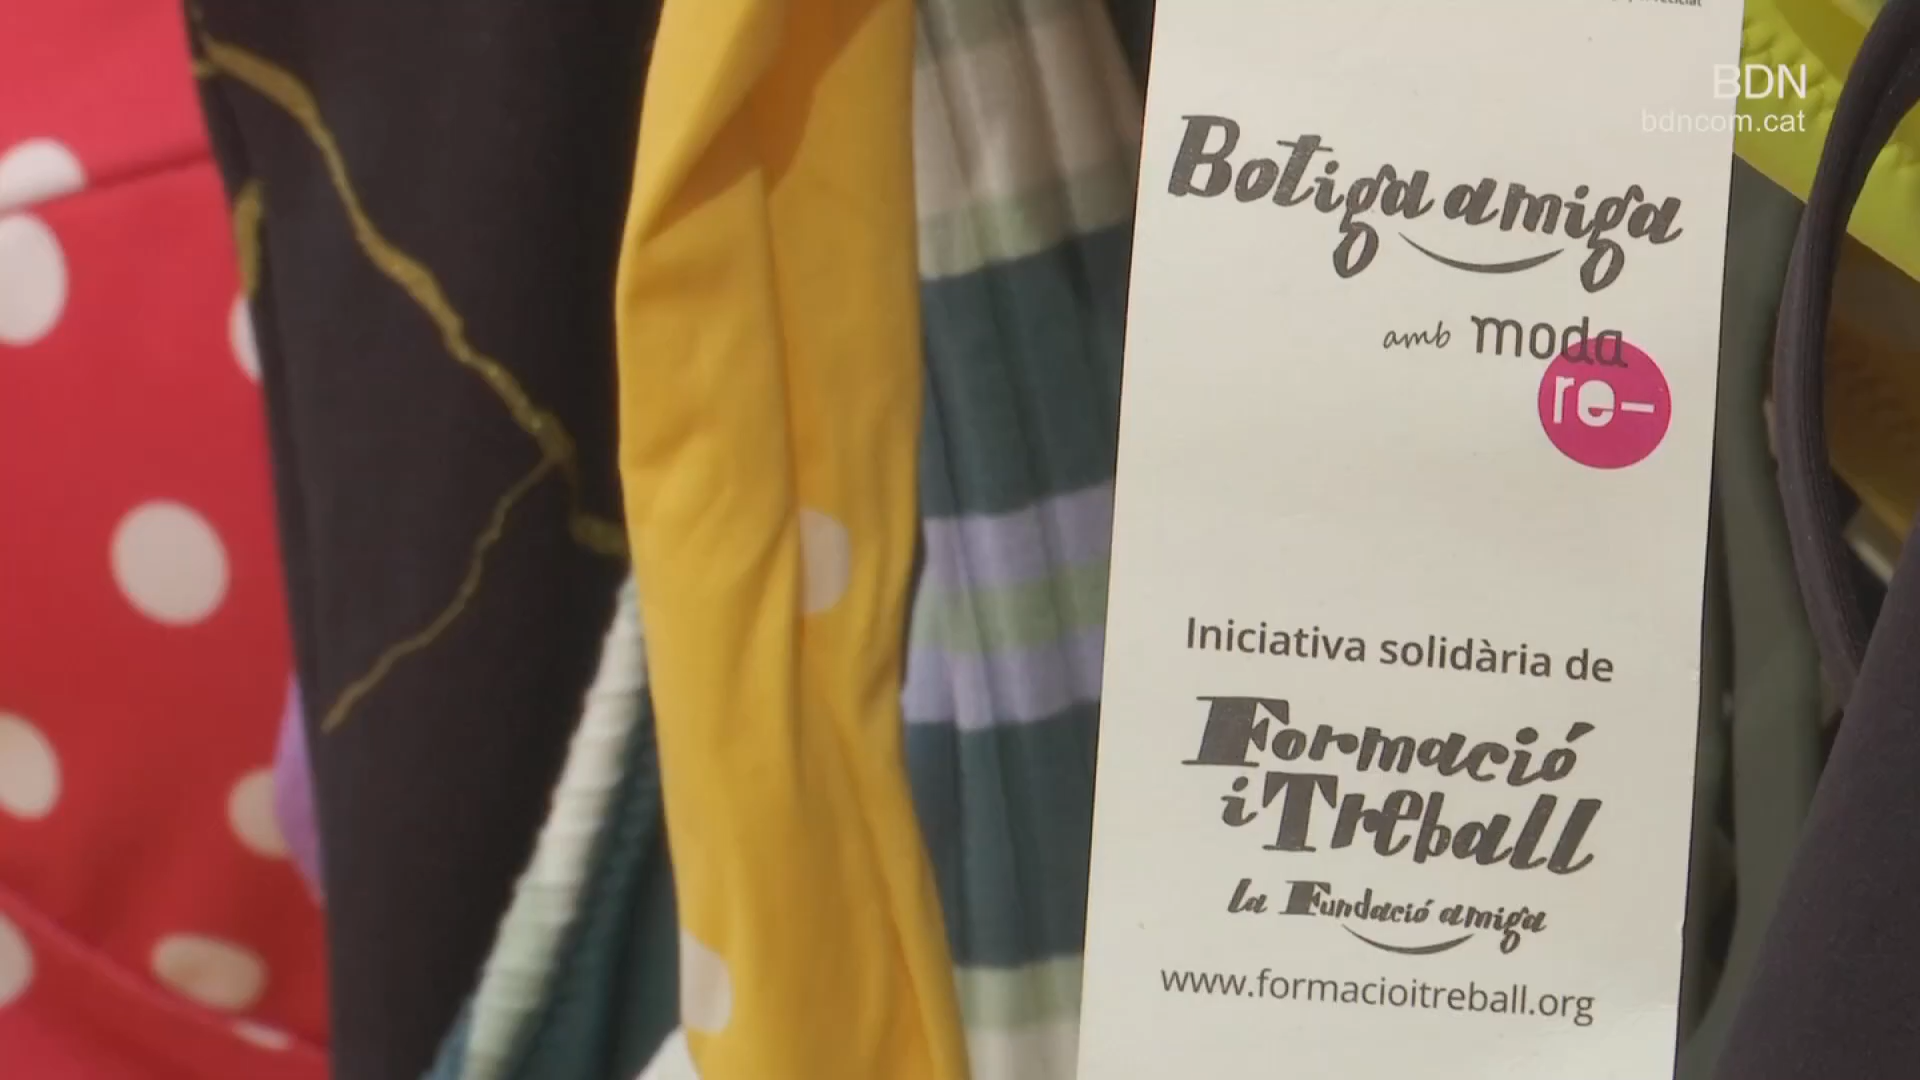 BDN
bdncom.cat
Botiga amiga
amb moda
re-
Iniciativa solidària de
Formació
i Treball
la Fundació amiga
www.formacioitreball.org